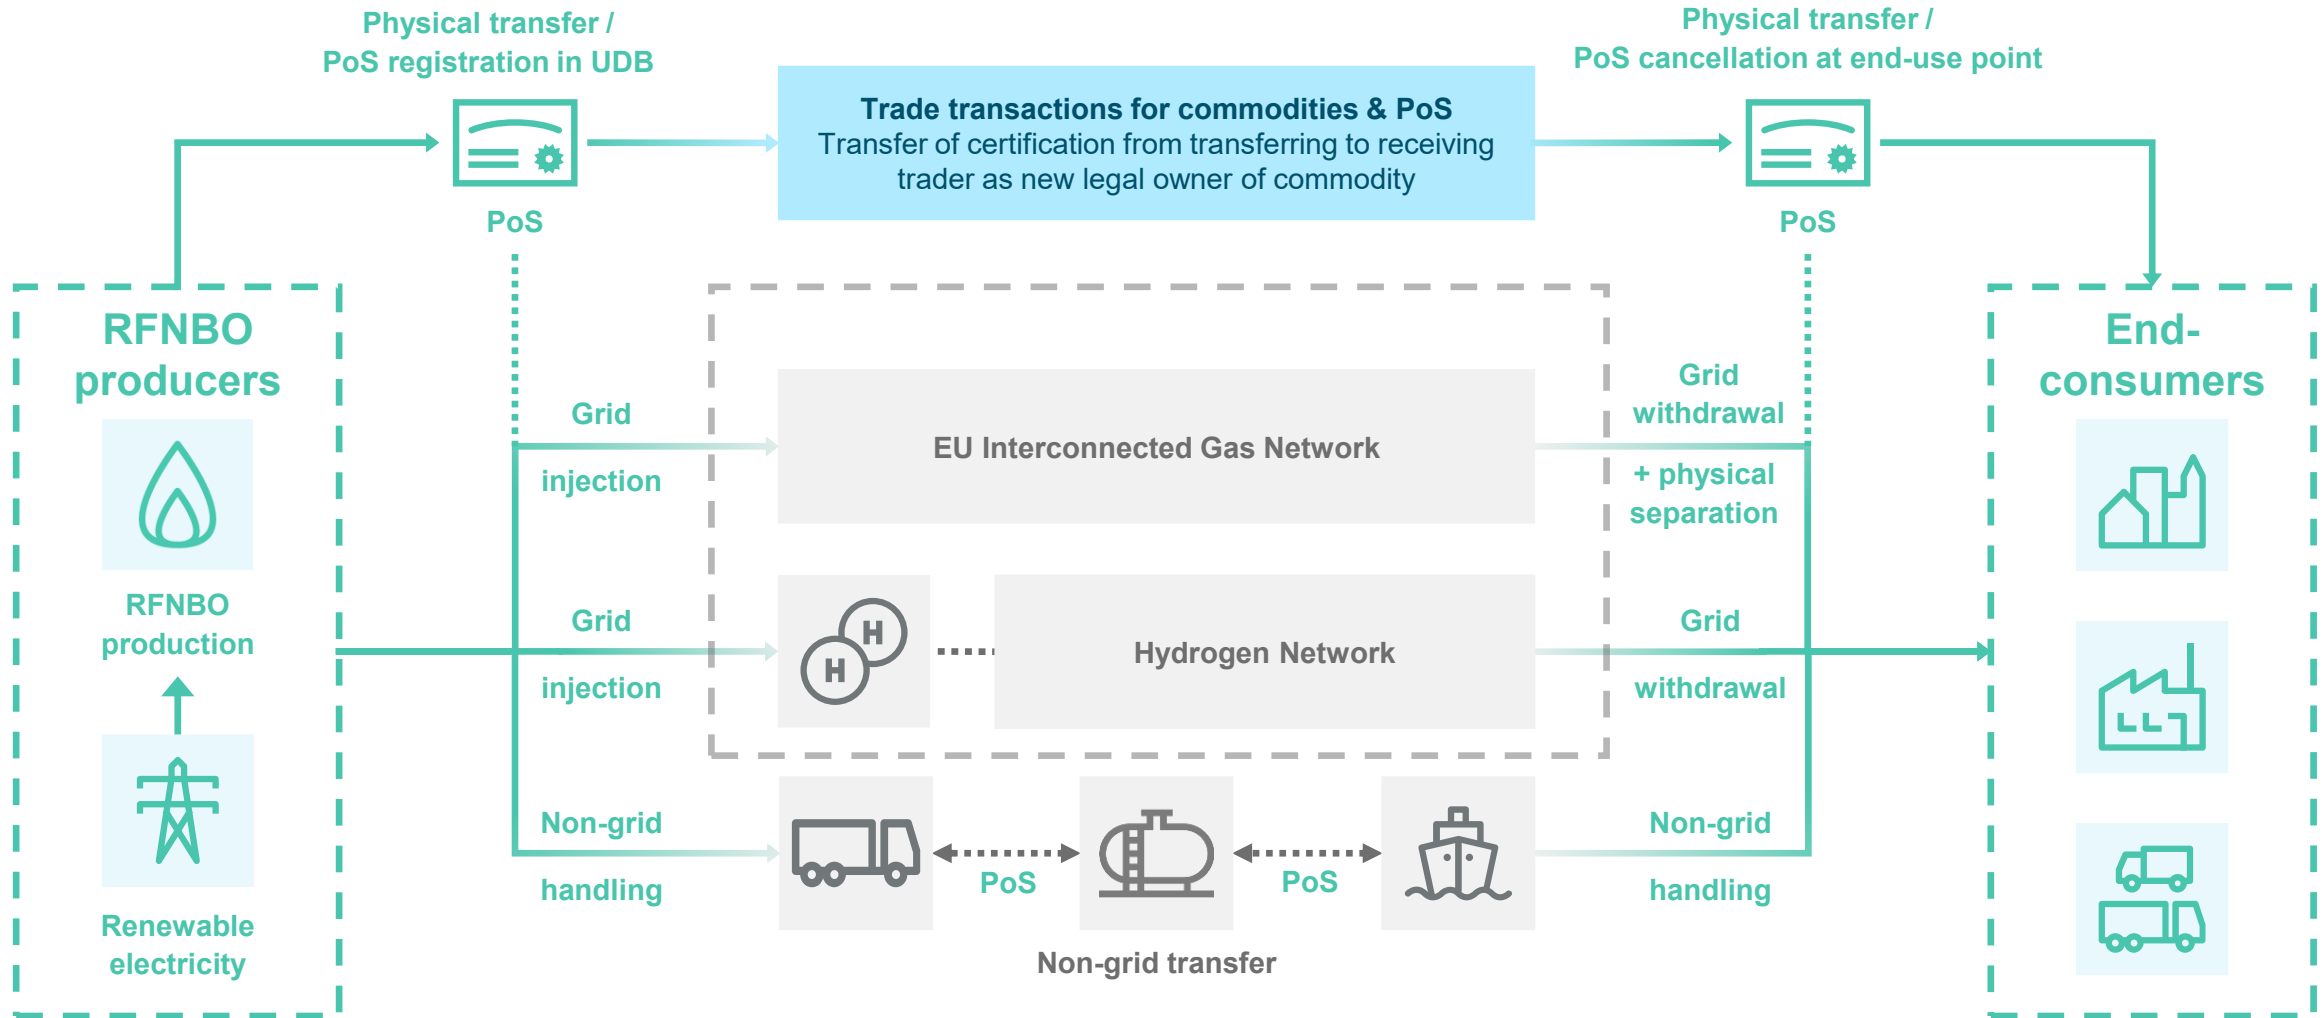 Physical transfer /
PoS registration in UDB
Physical transfer /
PoS cancellation at end-use point
Trade transactions for commodities & PoS
Transfer of certification from transferring to receiving
trader as new legal owner of commodity
PoS
PoS
RFNBO
producers
RFNBO
production
Renewable
electricity
Grid
injection
Grid
injection
Non-grid
handling
EU Interconnected Gas Network
H
H
Hydrogen Network
PoS
PoS
Non-grid transfer
Grid
withdrawal
+ physical
separation
Grid
withdrawal
Non-grid
handling
End-
consumers